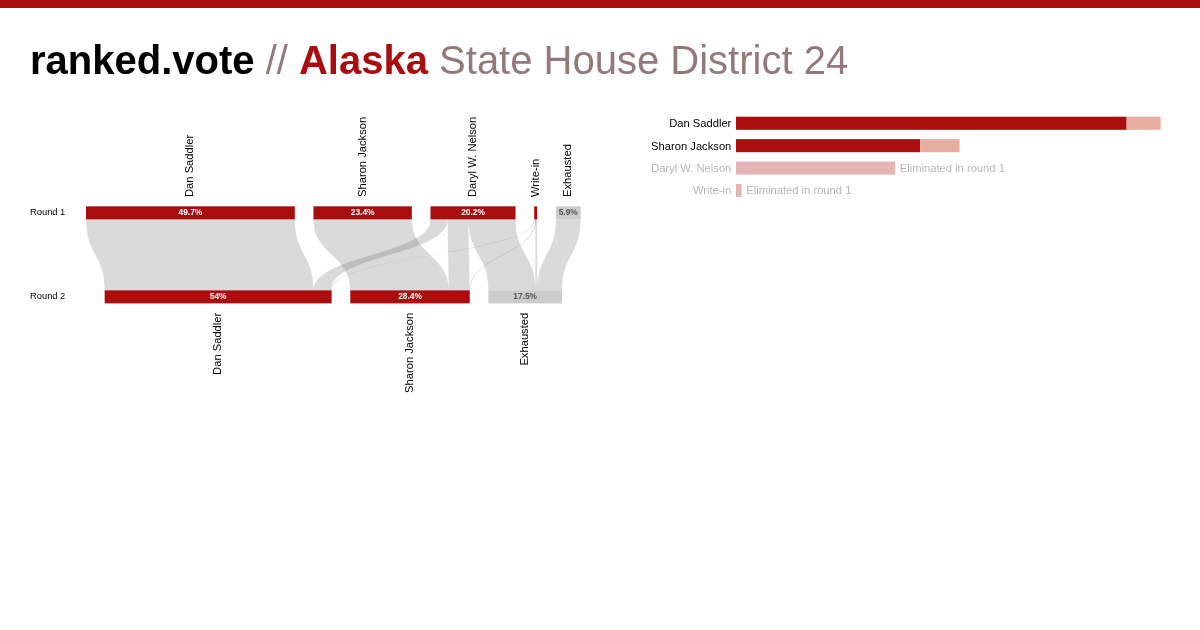 ranked.vote // Alaska State House District 24
Dan Saddler
Sharon Jackson
Daryl W. Nelson
Write-in
Exhausted
Round 1
49.7%
23.4%
20.2%
5.9%
Round 2
54%
28.4%
17.5%
Dan Saddler
Sharon Jackson
Exhausted
Dan Saddler
Sharon Jackson
Daryl W. Nelson Eliminated in round 1
Write-in Eliminated in round 1